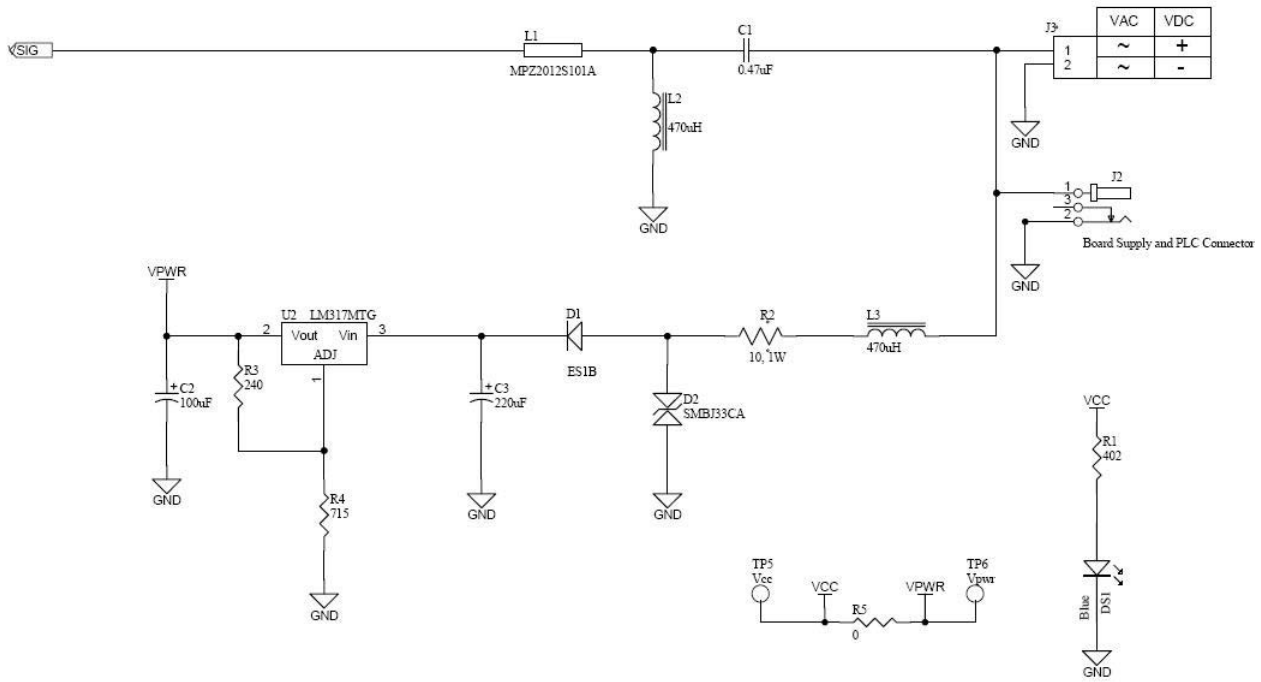 VSIG
L1
MPZ2012S101A
C1
0.47uF
J3
VAC VDC
1 ~ +
2 ~ -
GND
L2
470uH
GND
J2
1
3
2
Board Supply and PLC Connector
GND
VPWR
U2 LM317MTG
2 Vout Vin 3
ADJ
1
D1
ES1B
R2
10, 1W
L3
470uH
R3
240
+ C2
100uF
+ C3
220uF
D2
SMBJ33CA
GND
GND
GND
R4
715
GND
VCC
R1
402
Blue
DS1
GND
TP5
Vcc
VCC
R5
0
VPWR
TP6
Vpwr